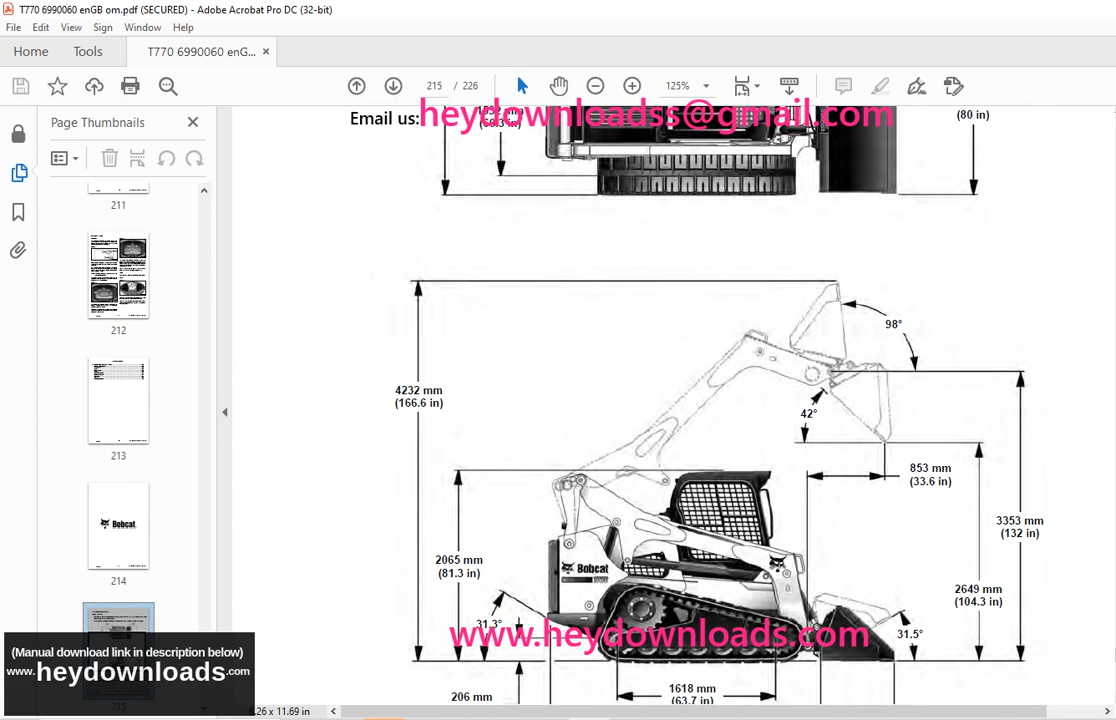 T770 6990060 enGB om.pdf (SECURED) - Adobe Acrobat Pro DC (32-bit)
File Edit View Sign Window Help
Home Tools T770 6990060 enG... ×
215 / 226 125%
Page Thumbnails
Email us: heydownloadss@gmail.com
(80 in)
211
212
213
Bobcat
214
215
98°
4232 mm
(166.6 in)
42°
853 mm
(33.6 in)
3353 mm
(132 in)
2065 mm
(81.3 in)
Bobcat
2649 mm
(104.3 in)
31.3°
31.5°
www.heydownloads.com
206 mm
1618 mm
(63.7 in)
(Manual download link in description below)
www.heydownloads.com
8.26 x 11.69 in